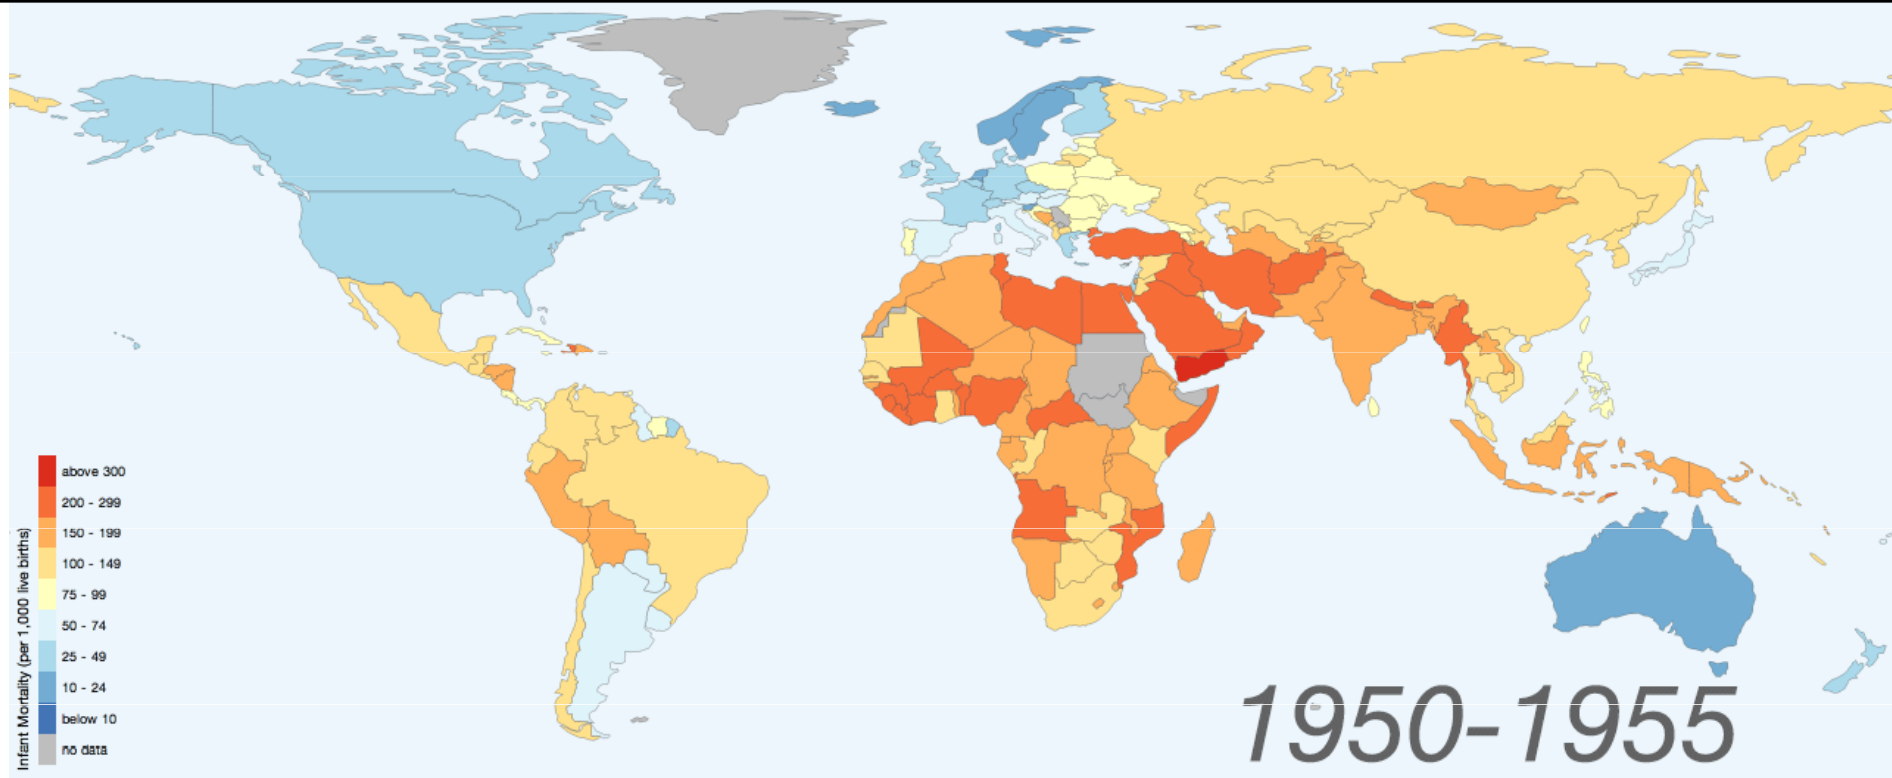 above 300
200 - 299
150 - 199
100 - 149
75 - 99
50 - 74
25 - 49
10 - 24
below 10
no data
Infant Mortality (per 1,000 live births)
1950-1955